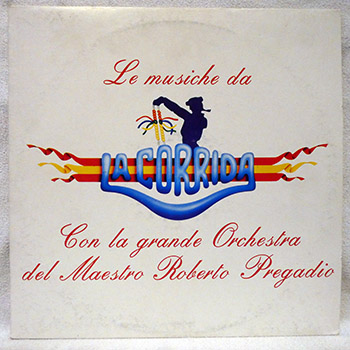 Le musiche da
LA CORRIDA
Con la grande Orchestra
del Maestro Roberto Pregadio